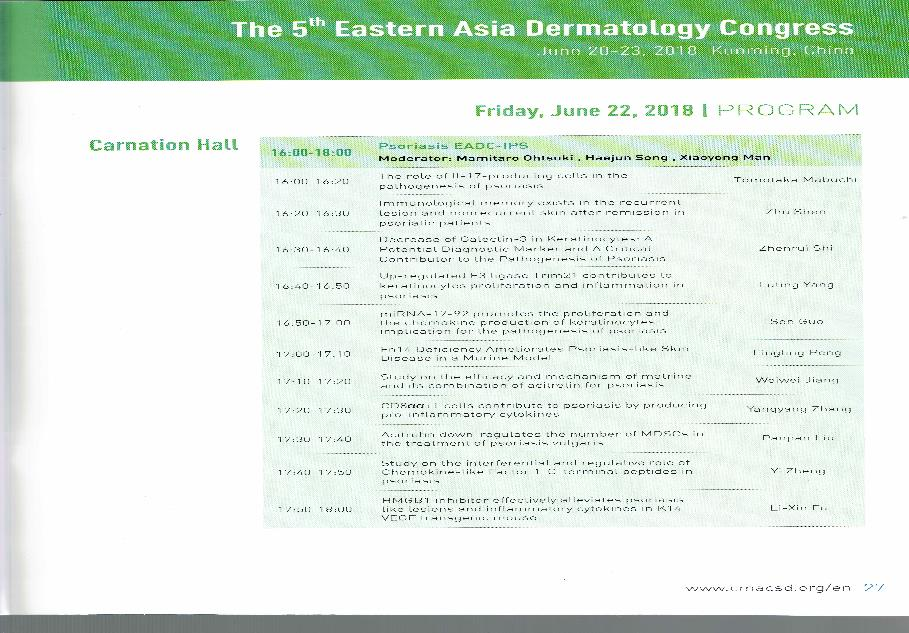 The 5th Eastern Asia Dermatology Congress
June 20-23, 2018 Kunming, China
Friday, June 22, 2018 | PROGRAM
Carnation Hall
16:00-18:00
Psoriasis EADC-IPS
Moderator: Mamitaro Ohtsuki , Haejun Song , Xiaoyong Man
16:00-16:20
The role of Il-17-producing cells in the
pathogenesis of psoriasis
Tomotaka Mabuchi
16:20-16:30
Immunological memory exists in the recurrent
lesion and nonrecurrent skin after remission in
psoriatic patients
Zhu Shen
16:30-16:40
Decrease of Galectin-3 in Keratinocytes: A
Potential Diagnostic Marker and A Critical
Contributor to the Pathogenesis of Psoriasis
Zhenrui Shi
16:40-16:50
Up-regulated E3 ligase Trim21 contributes to
keratinocytes proliferation and inflammation in
psoriasis
Luting Yang
16:50-17:00
miRNA-17-92 promotes the proliferation and
the chemokine production of keratinocytes:
implication for the pathogenesis of psoriasis
Sen Guo
17:00-17:10
Fn14 Deficiency Ameliorates Psoriasis-like Skin
Disease in a Murine Model
Lingling Peng
17:10-17:20
Study on the efficacy and mechanism of matrine
and its combination of acitretin for psoriasis
Weiwei Jiang
17:20-17:30
CD8αα+T cells contribute to psoriasis by producing
pro-inflammatory cytokines
Yangyang Zhang
17:30-17:40
Acitretin down-regulates the number of MDSCs in
the treatment of psoriasis vulgaris
Panpan Liu
17:40-17:50
Study on the interferential and regulative role of
Chemokine-like Factor 1 C-terminal peptides in
psoriasis
Yi Zheng
17:50-18:00
HMGB1 inhibitor effectively alleviates psoriasis
like lesions and inflammatory cytokines in K14-
VEGF transgenic mouse
Li-Xin Fu
www.cmacsd.org/en 27